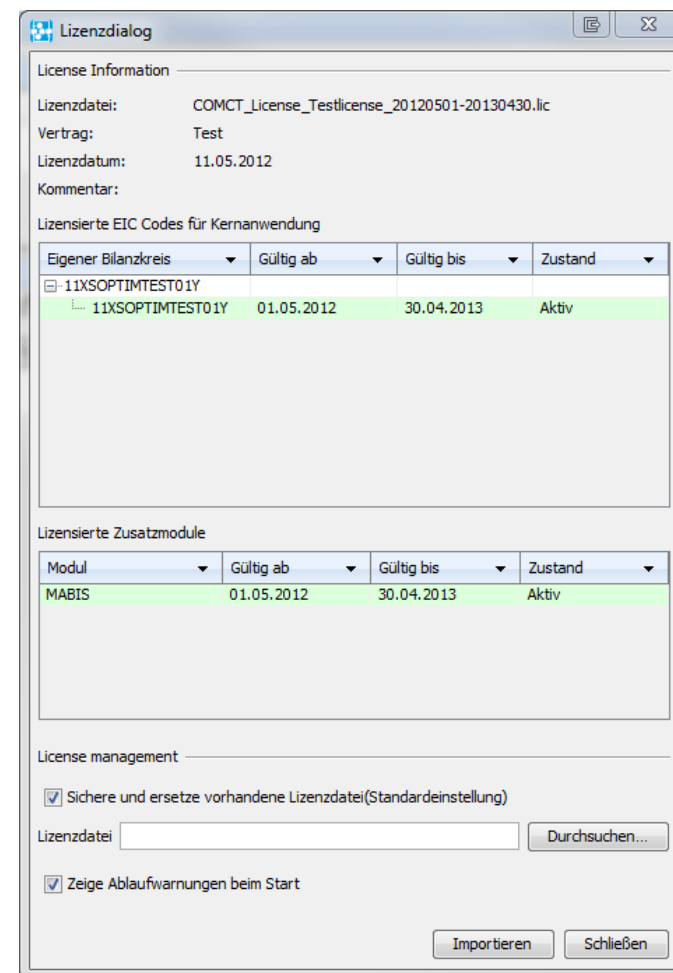 Lizenzdialog
License Information
Lizenzdatei: COMCT_License_Testlicense_20120501-20130430.lic
Vertrag: Test
Lizenzdatum: 11.05.2012
Kommentar:
Lizensierte EIC Codes für Kernanwendung
Eigener Bilanzkreis Gültig ab Gültig bis Zustand
11XSOPTIMTEST01Y
11XSOPTIMTEST01Y 01.05.2012 30.04.2013 Aktiv
Lizensierte Zusatzmodule
Modul Gültig ab Gültig bis Zustand
MABIS 01.05.2012 30.04.2013 Aktiv
License management
Sichere und ersetze vorhandene Lizenzdatei(Standardeinstellung)
Lizenzdatei Durchsuchen...
Zeige Ablaufwarnungen beim Start
Importieren Schließen